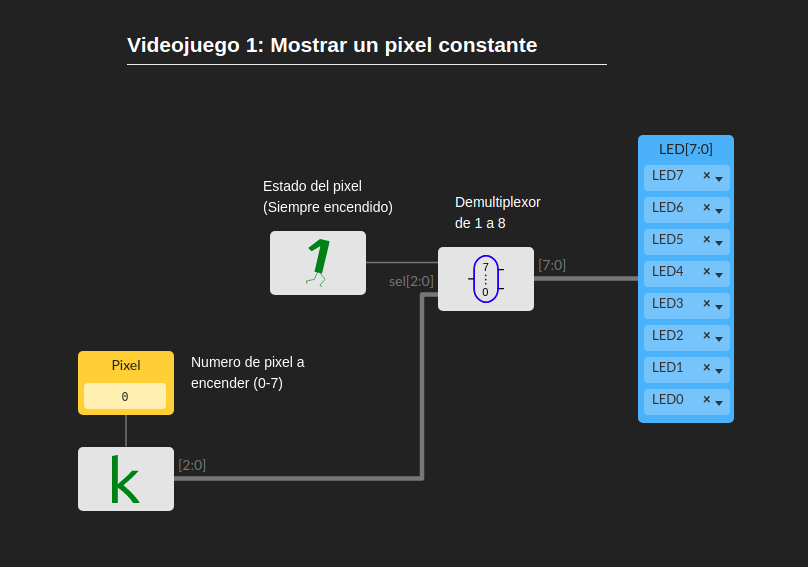 Videojuego 1: Mostrar un pixel constante
LED[7:0]
LED7
LED6
LED5
LED4
LED3
LED2
LED1
LED0
Estado del pixel
(Siempre encendido)
1
Demultiplexor
de 1 a 8
sel[2:0]
7
0
[7:0]
Pixel
0
Numero de pixel a
encender (0-7)
k
[2:0]